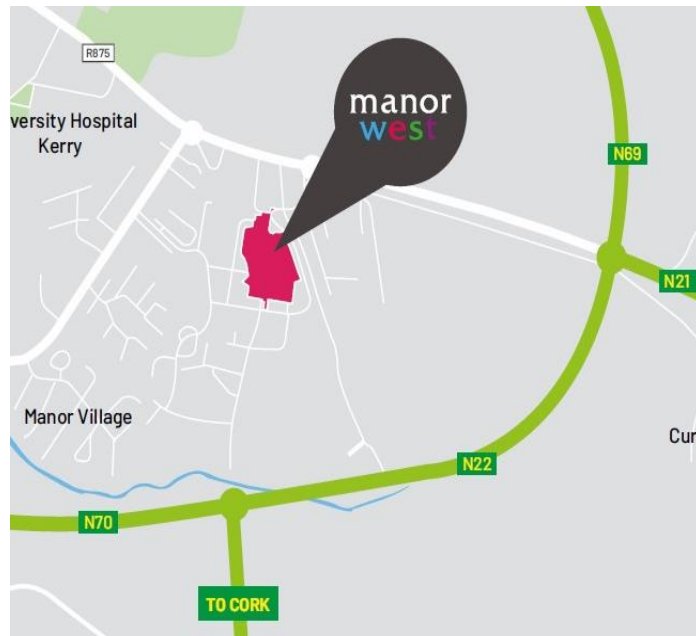 R875
manor
west
versity Hospital
Kerry
N69
N21
Manor Village
Cur
N22
N70
TO CORK